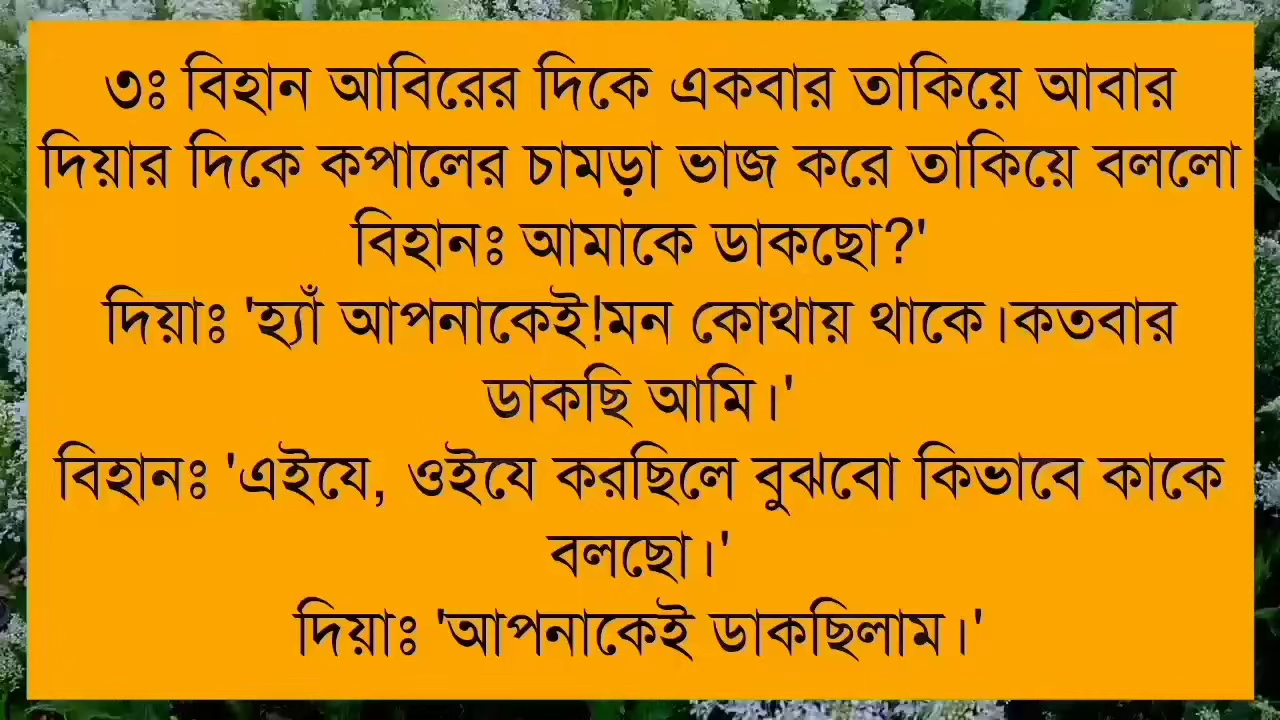 ৩ঃ বিহান আবিরের দিকে একবার তাকিয়ে আবার
দিয়ার দিকে কপালের চামড়া ভাজ করে তাকিয়ে বললো
বিহানঃ আমাকে ডাকছো?'
দিয়াঃ 'হ্যাঁ আপনাকেই!মন কোথায় থাকে।কতবার
ডাকছি আমি।'
বিহানঃ 'এইযে, ওইযে করছিলে বুঝবো কিভাবে কাকে
বলছো।'
দিয়াঃ 'আপনাকেই ডাকছিলাম।'